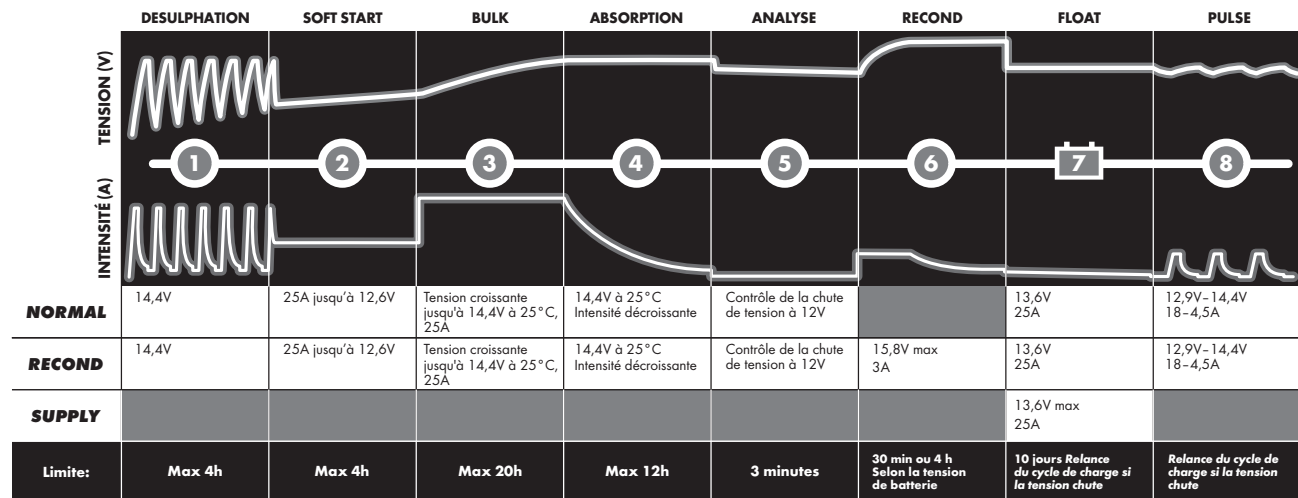 DESULPHATION SOFT START BULK ABSORPTION ANALYSE RECOND FLOAT PULSE
TENSION (V)
1 2 3 4 5 6 7 8
INTENSITÉ (A)
NORMAL
14,4V
25A jusqu’à 12,6V
Tension croissante
jusqu'à 14,4V à 25°C,
25A
14,4V à 25°C
Intensité décroissante
Contrôle de la chute
de tension à 12V
13,6V
25A
12,9V–14,4V
18–4,5A
RECOND
14,4V
25A jusqu’à 12,6V
Tension croissante
jusqu'à 14,4V à 25°C,
25A
14,4V à 25°C
Intensité décroissante
Contrôle de la chute
de tension à 12V
15,8V max
3A
13,6V
25A
12,9V–14,4V
18–4,5A
SUPPLY
13,6V max
25A
Limite:
Max 4h
Max 4h
Max 20h
Max 12h
3 minutes
30 min ou 4 h
Selon la tension
de batterie
10 jours Relance
du cycle de charge si
la tension chute
Relance du cycle de
charge si la tension
chute